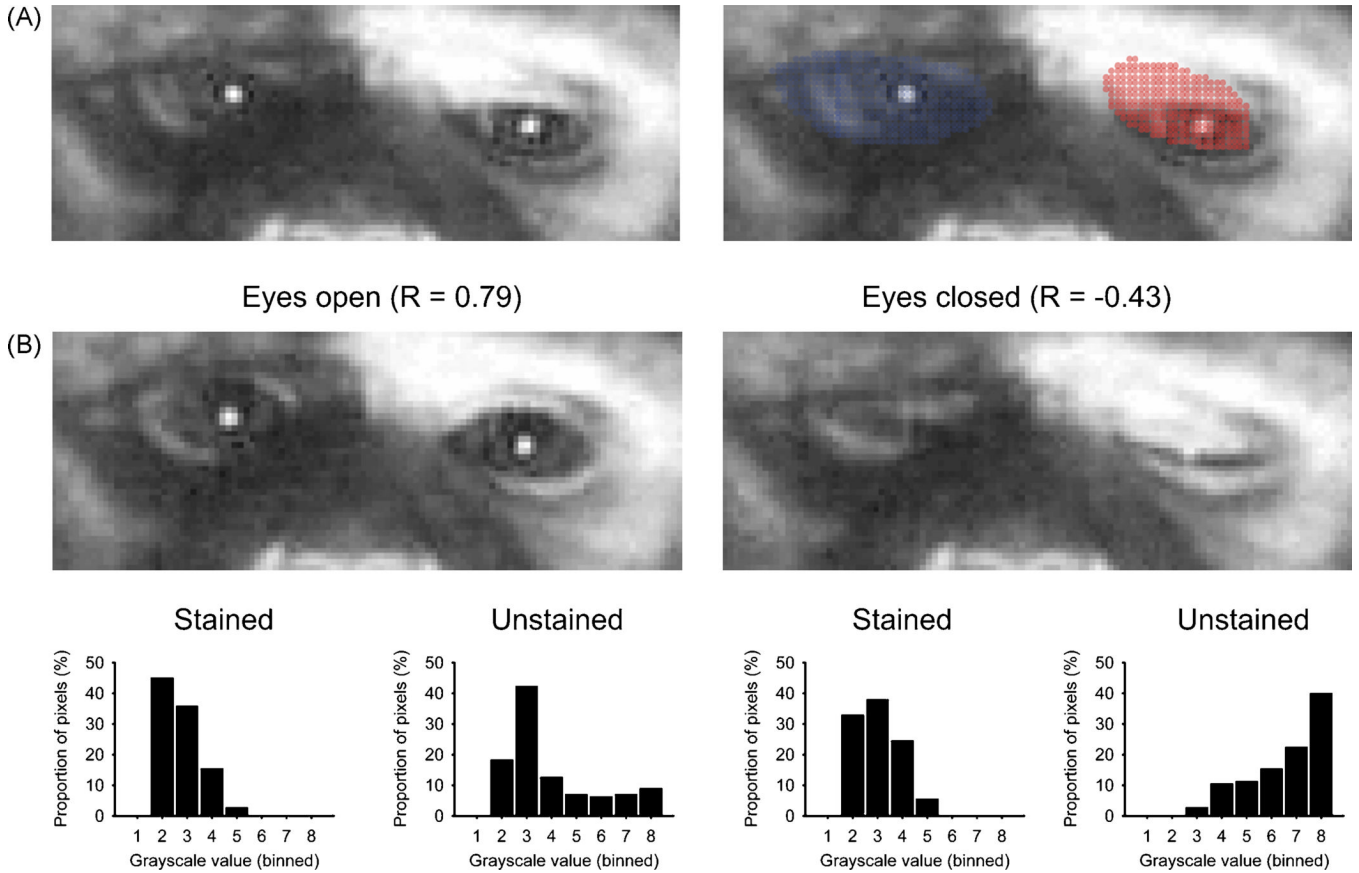 (A)
Eyes open (R = 0.79)
Eyes closed (R = -0.43)
(B)
Stained
Unstained
Stained
Unstained
Proportion of pixels (%)
50
40
30
20
10
0
1 2 3 4 5 6 7 8
Grayscale value (binned)
Proportion of pixels (%)
50
40
30
20
10
0
1 2 3 4 5 6 7 8
Grayscale value (binned)
Proportion of pixels (%)
50
40
30
20
10
0
1 2 3 4 5 6 7 8
Grayscale value (binned)
Proportion of pixels (%)
50
40
30
20
10
0
1 2 3 4 5 6 7 8
Grayscale value (binned)